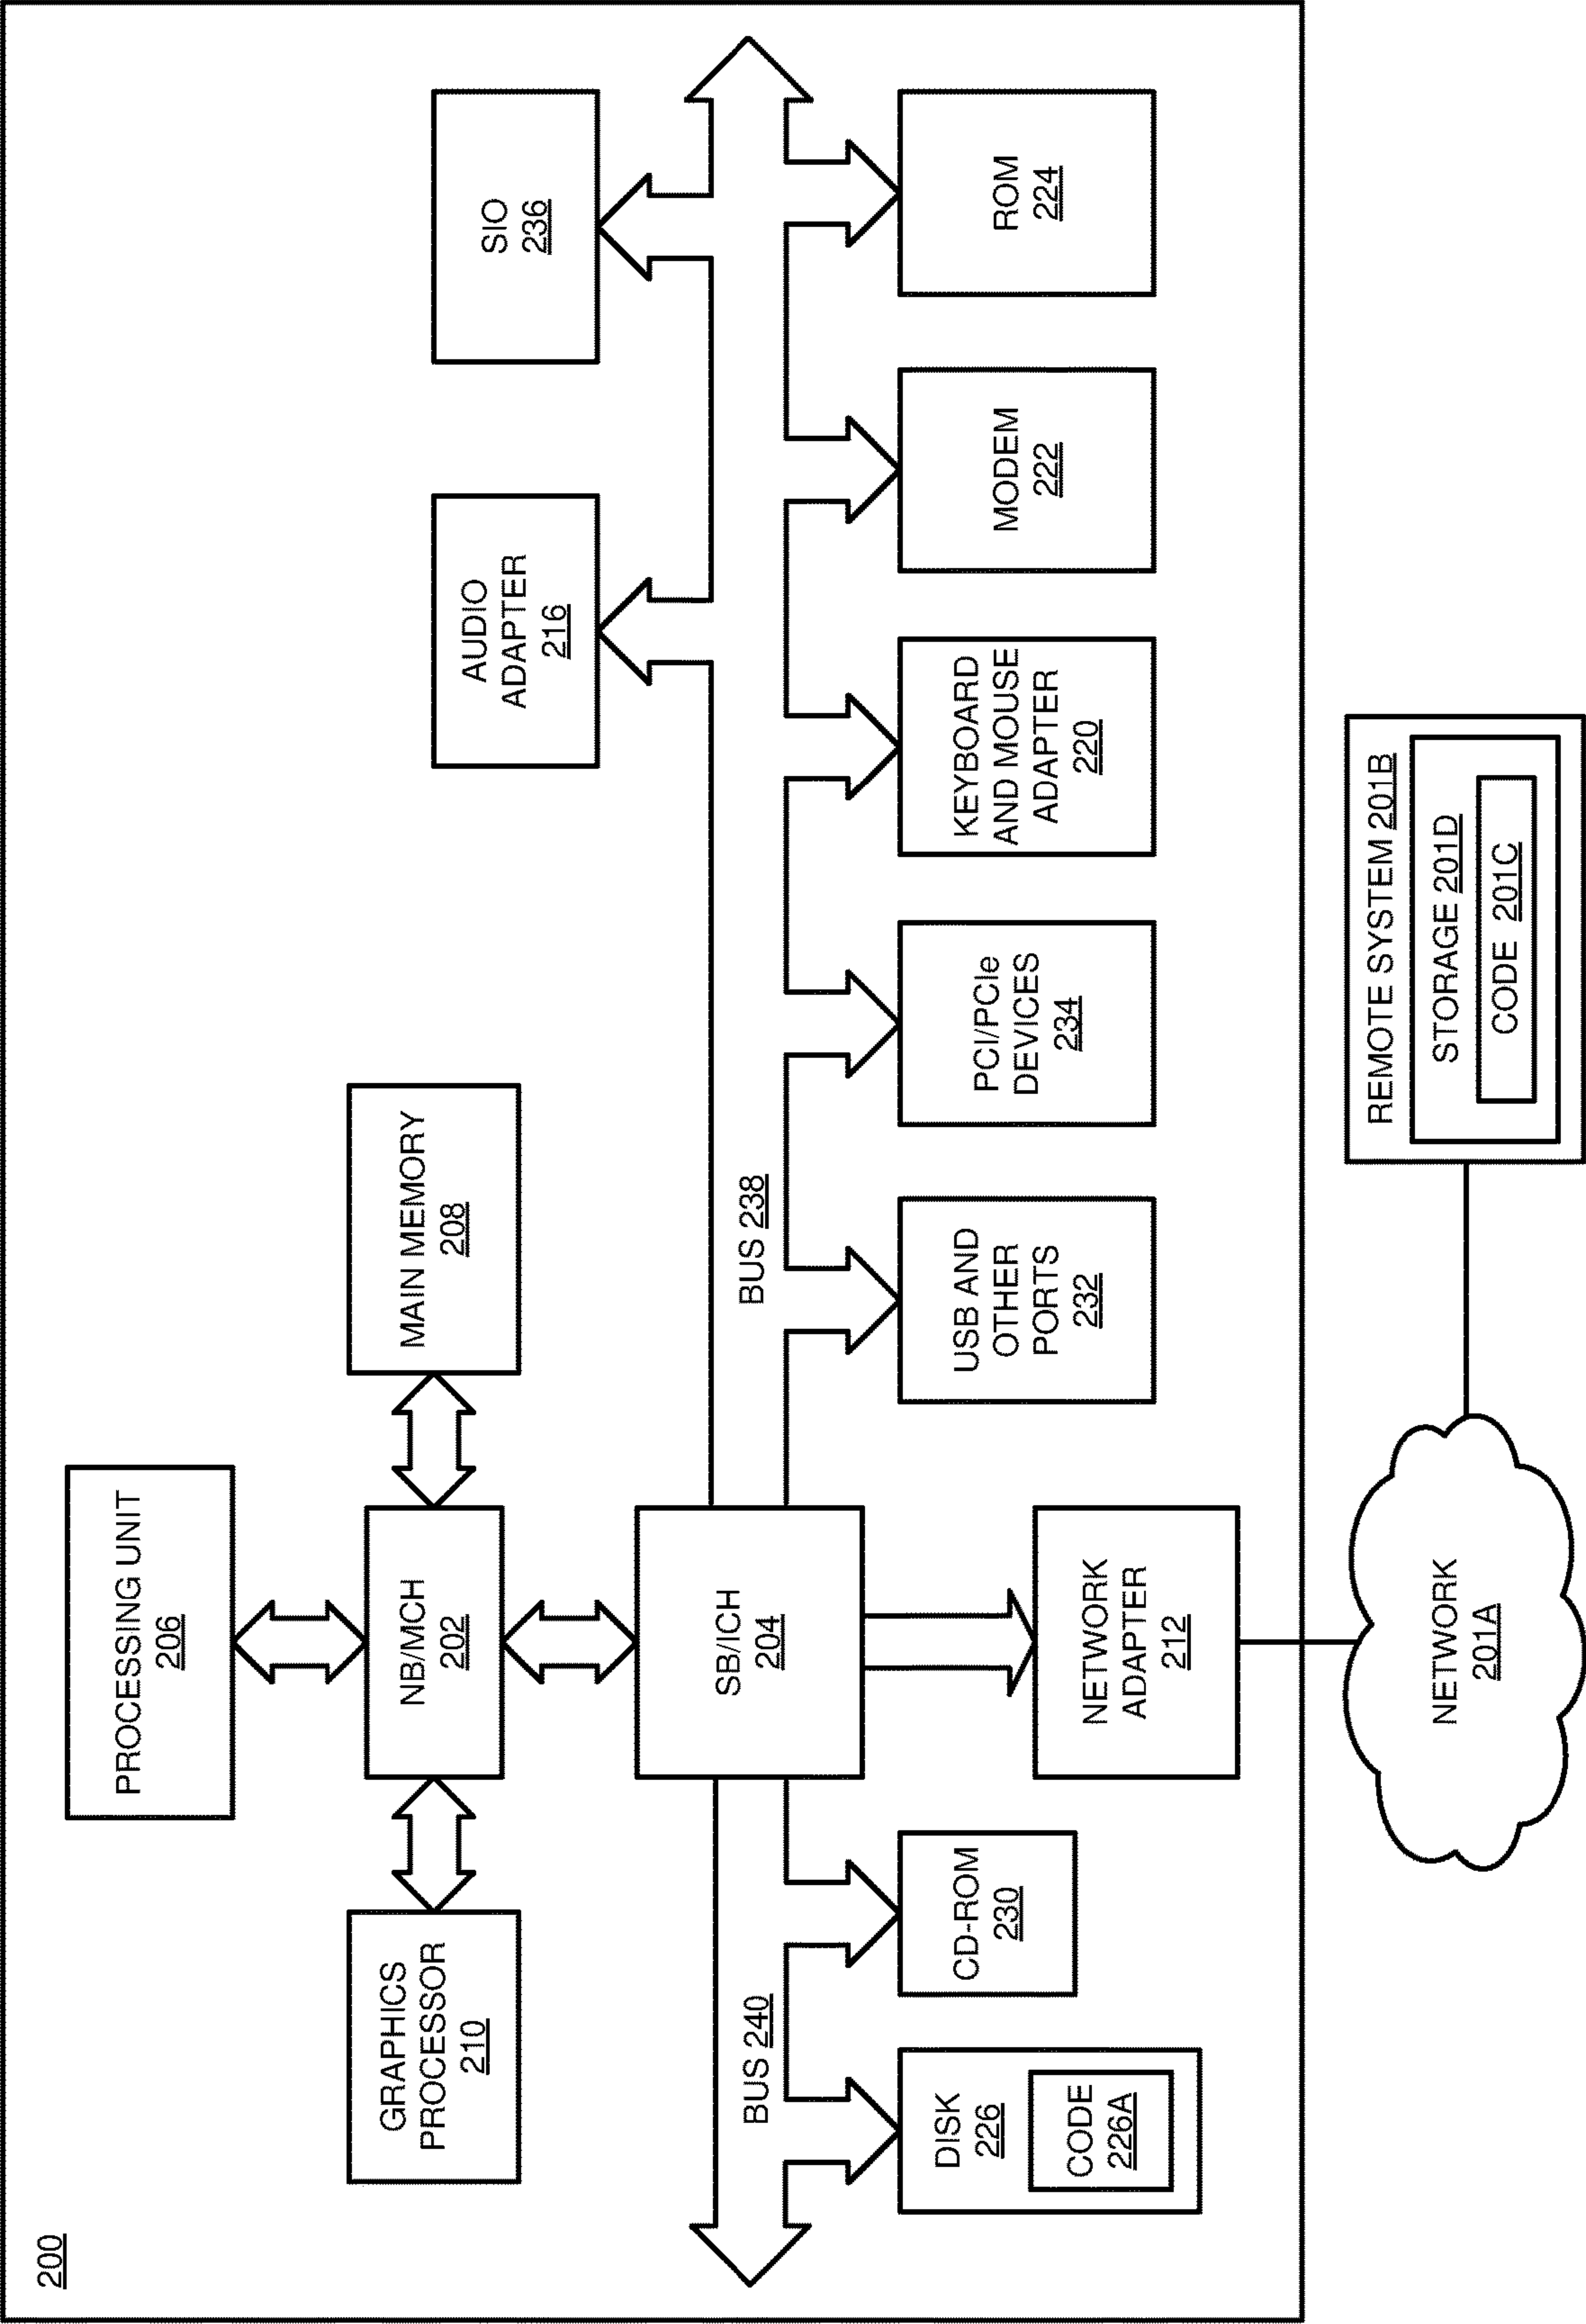 200
PROCESSING UNIT
206
GRAPHICS
PROCESSOR
210
NB/MCH
202
MAIN MEMORY
208
AUDIO
ADAPTER
216
SIO
236
SB/ICH
204
BUS 240
BUS 238
DISK
226
CODE
226A
CD-ROM
230
NETWORK
ADAPTER
212
USB AND
OTHER
PORTS
232
PCI/PCIe
DEVICES
234
KEYBOARD
AND MOUSE
ADAPTER
220
MODEM
222
ROM
224
NETWORK
201A
REMOTE SYSTEM 201B
STORAGE 201D
CODE 201C